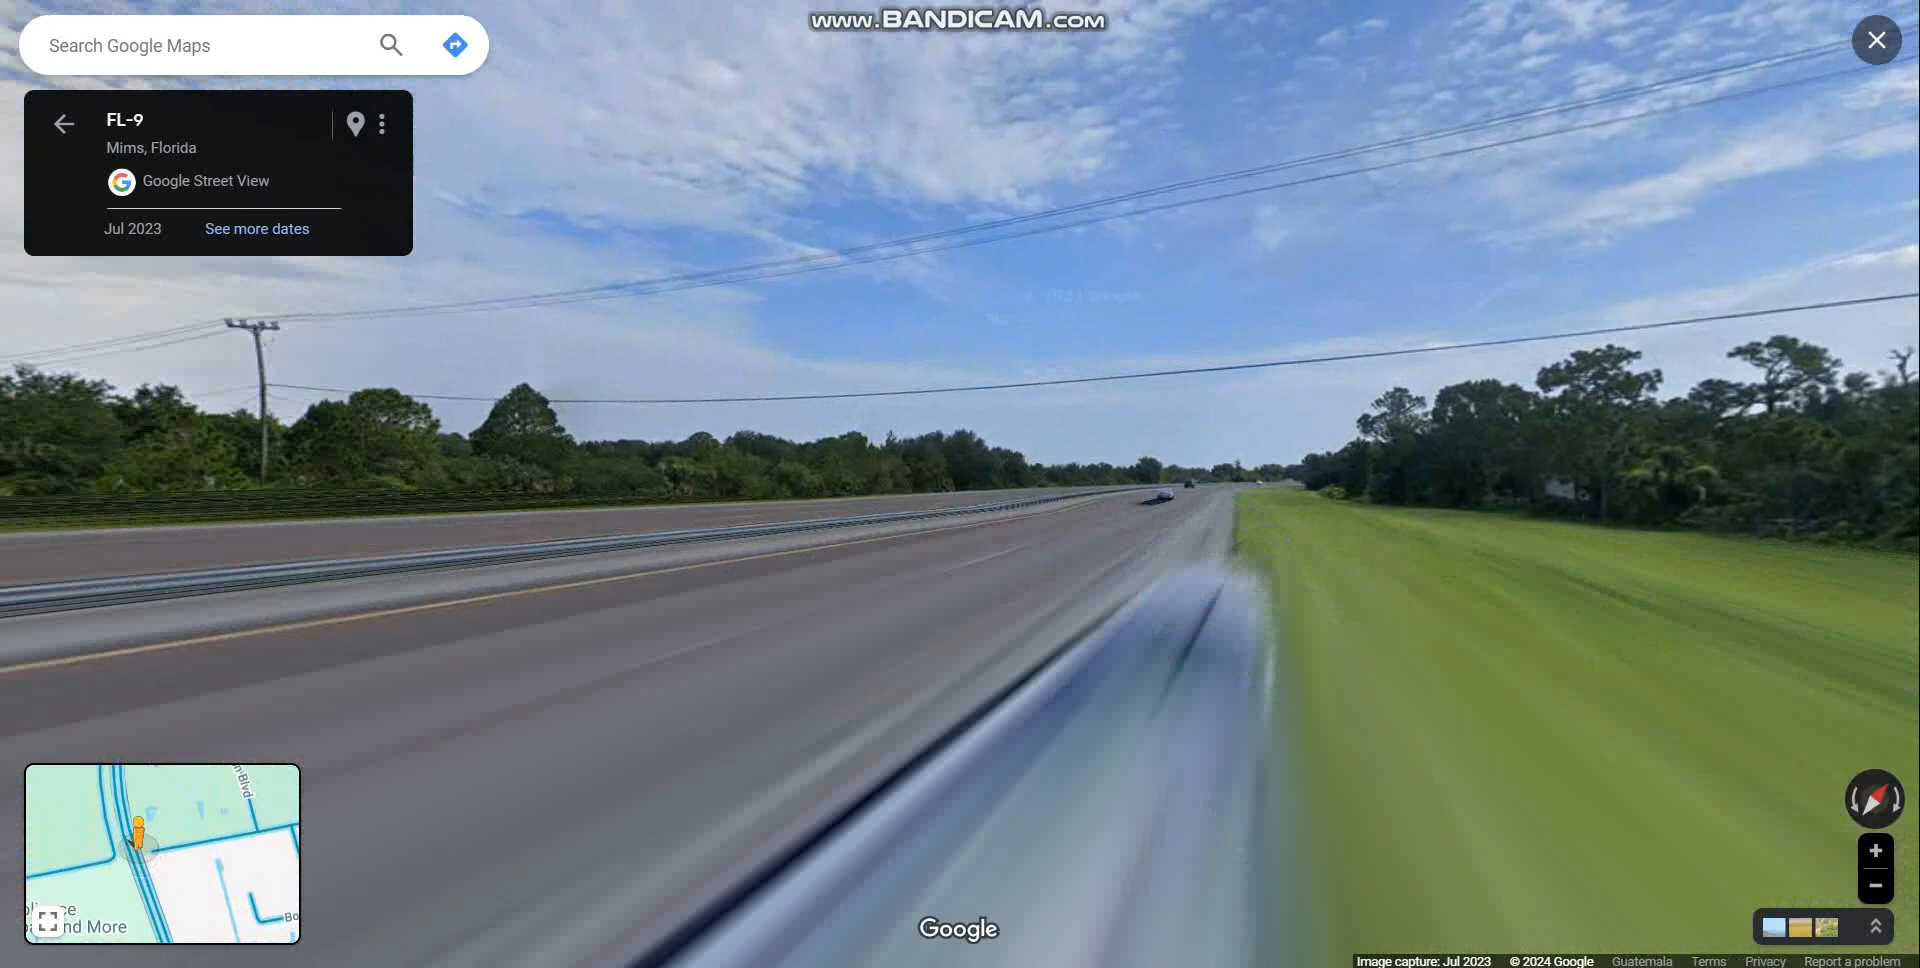 www.BANDICAM.com
Search Google Maps
FL-9
Mims, Florida
Google Street View
Jul 2023 See more dates
n Blvd
nd More
Bo
Google
Image capture: Jul 2023 © 2024 Google Guatemala Terms Privacy Report a problem